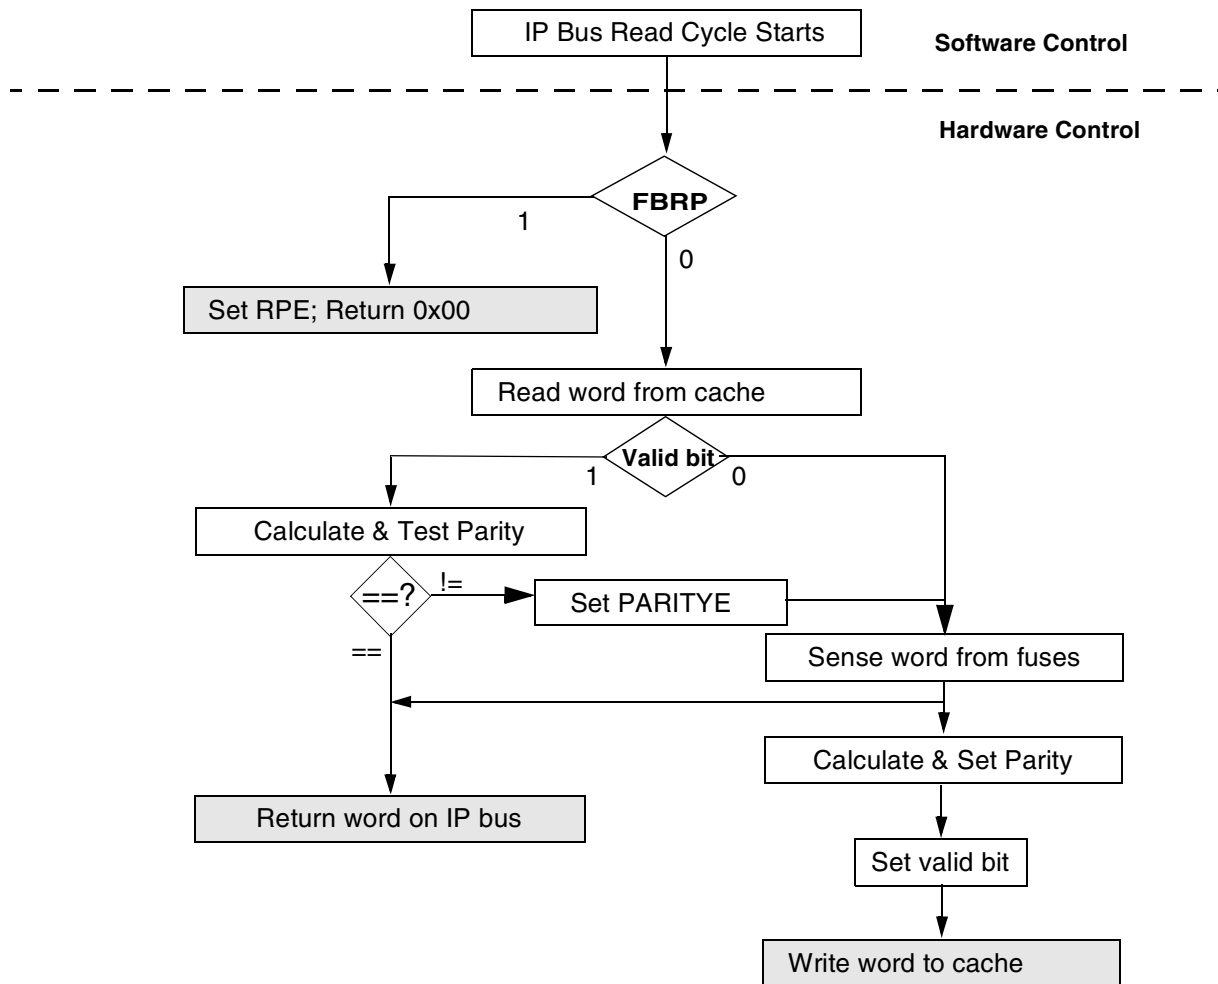 IP Bus Read Cycle Starts
Software Control
Hardware Control
FBRP
1
0
Set RPE; Return 0x00
Read word from cache
Valid bit
1
0
Calculate & Test Parity
==?
!=
Set PARITYE
==
Sense word from fuses
Calculate & Set Parity
Return word on IP bus
Set valid bit
Write word to cache